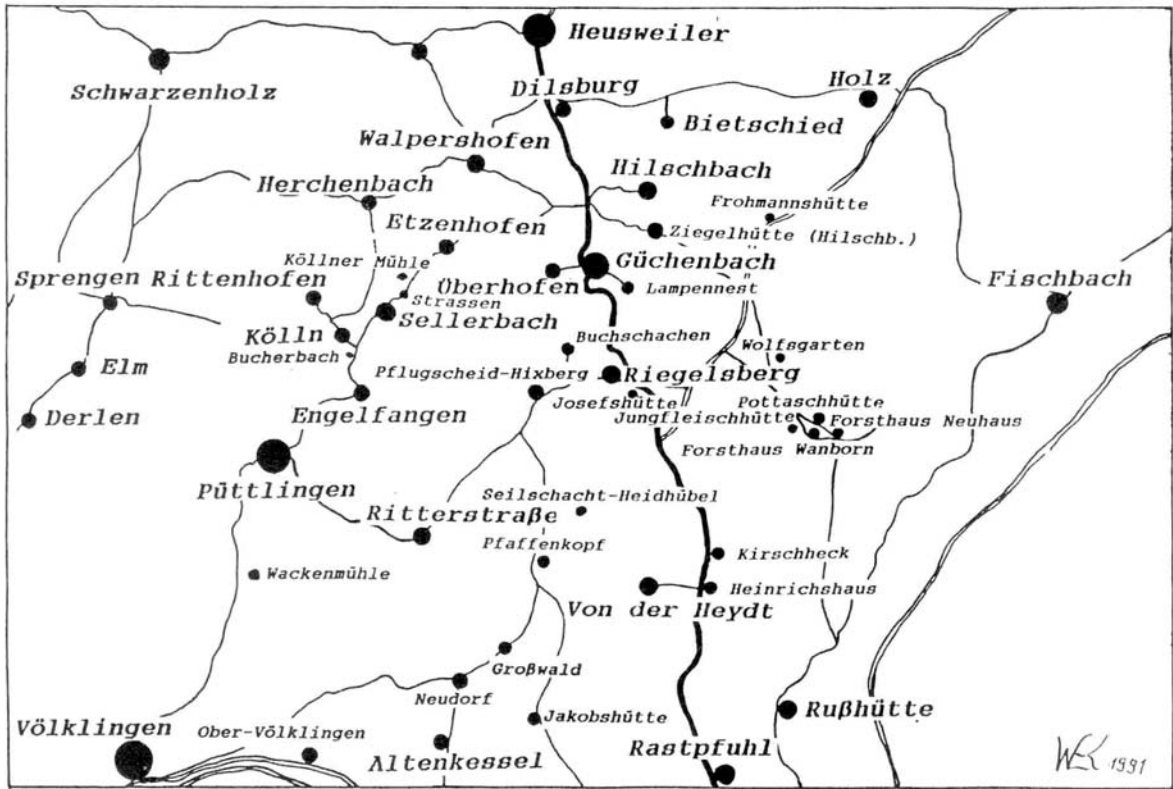 Heusweiler
Schwarzenholz
Dilsburg
Holz
Bietschied
Walpershofen
Hilschbach
Herchenbach
Frohmannshütte
Etzenhofen
Ziegelhütte (Hilschb.)
Köllner Mühle
Güchenbach
Sprengen
Rittenhofen
Überhofen
Lampennest
Fischbach
Strassen
Sellerbach
Kölln
Buchschachen
Wolfsgarten
Bucherbach
Elm
Pflugscheid-Hixberg
Riegelsberg
Derlen
Engelfangen
Josefshütte
Pottaschhütte
Jungfleischhütte
Forsthaus Neuhaus
Forsthaus Wanborn
Püttlingen
Seilschacht-Heidhübel
Ritterstraße
Pfaffenkopf
Kirschheck
Wackenmühle
Heinrichshaus
Von der Heydt
Großwald
Neudorf
Völklingen
Ober-Völklingen
Jakobshütte
Rußhütte
Altenkessel
Rastpfuhl
WEK 1991